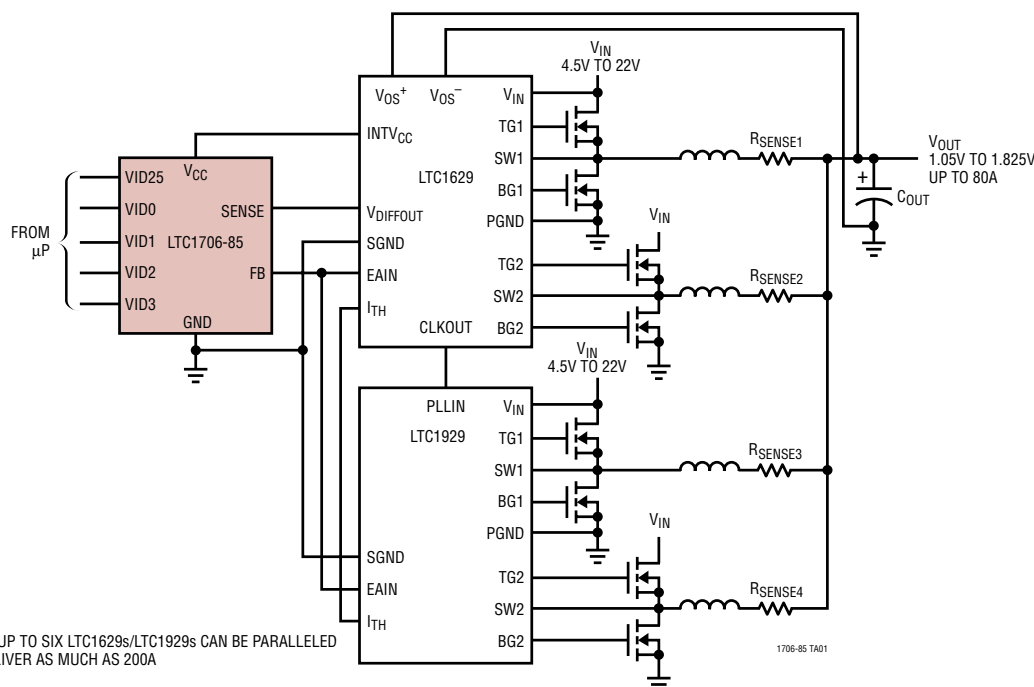 V_IN
4.5V TO 22V
V_OS+ V_OS− V_IN
INTV_CC TG1
R_SENSE1
V_OUT
1.05V TO 1.825V
UP TO 80A
V_CC
SW1
LTC1629
+
C_OUT
VID25
BG1
VID0 SENSE
V_DIFFOUT PGND
V_IN
FROM
µP
VID1 LTC1706-85
SGND
TG2
VID2 FB
EAIN
R_SENSE2
SW2
VID3
I_TH
GND
CLKOUT BG2
V_IN
4.5V TO 22V
PLLIN V_IN
LTC1929 TG1
R_SENSE3
SW1
BG1
V_IN
PGND
SGND
TG2
EAIN
R_SENSE4
SW2
I_TH
BG2
UP TO SIX LTC1629s/LTC1929s CAN BE PARALLELED
AS MUCH AS 200A
1706-85 TA01